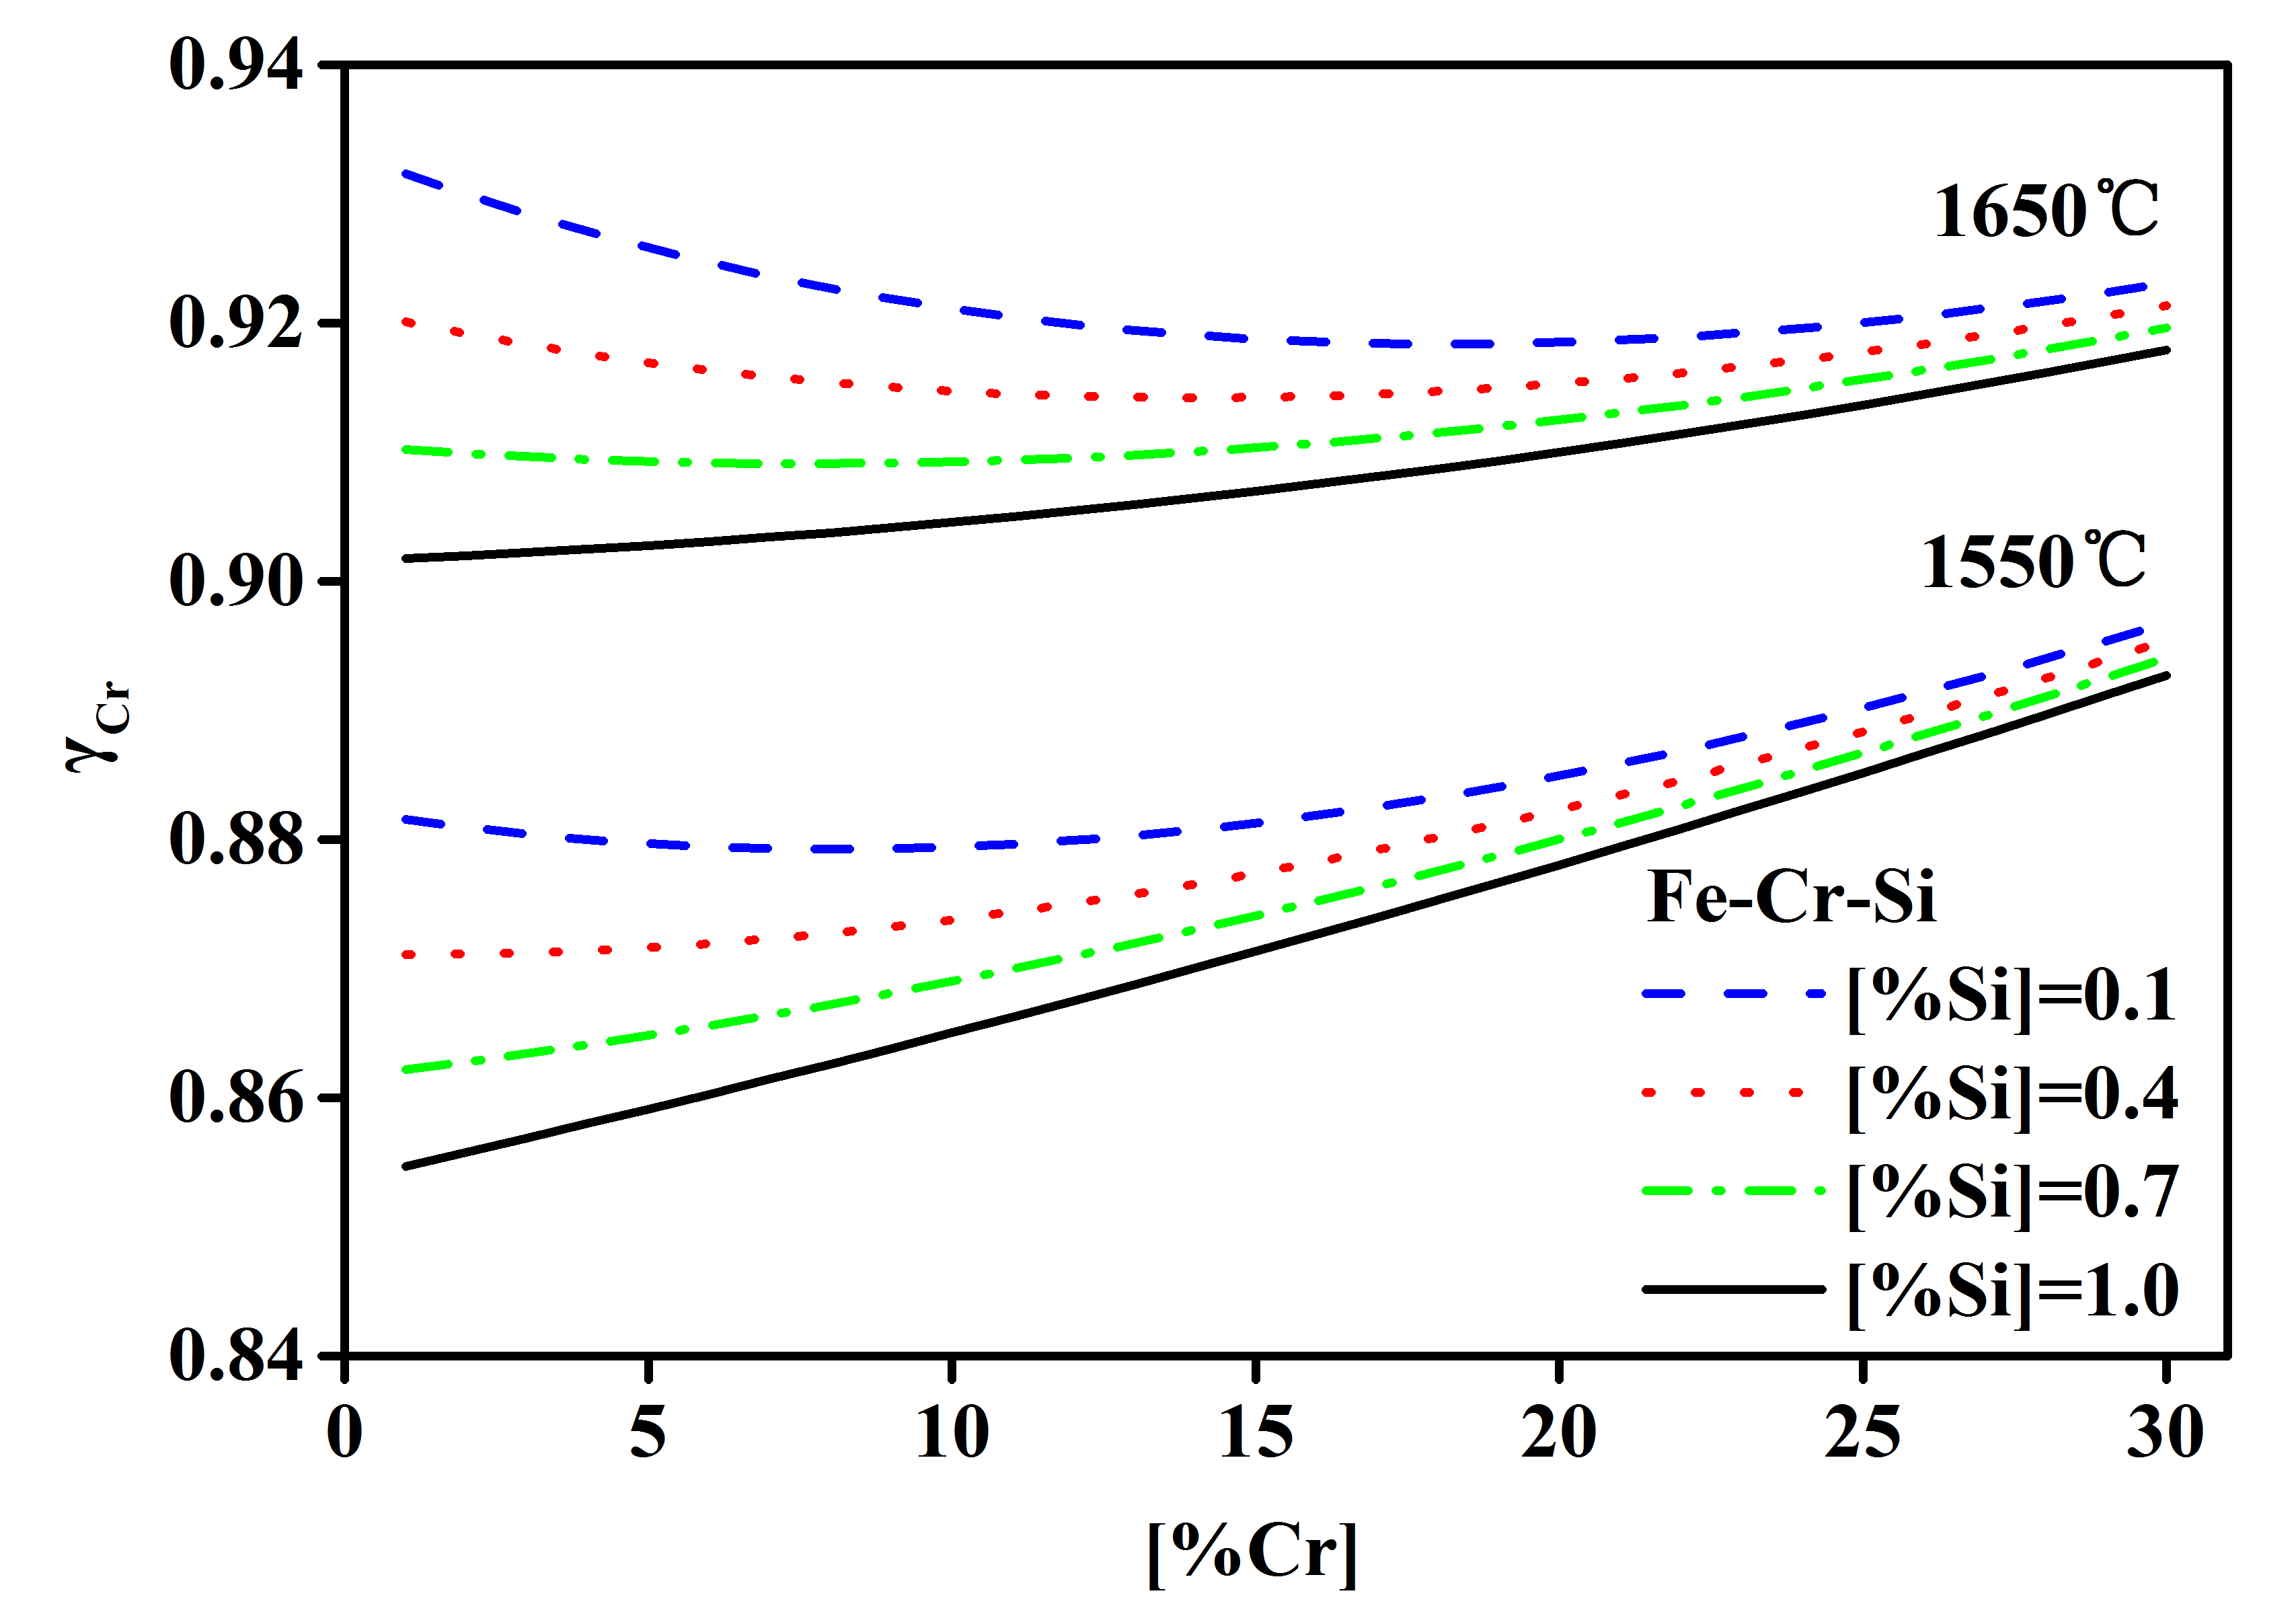 0.94
0.92
0.90
0.88
0.86
0.84
γCr
1650℃
1550℃
Fe-Cr-Si
[%Si]=0.1
[%Si]=0.4
[%Si]=0.7
[%Si]=1.0
0 5 10 15 20 25 30
[%Cr]